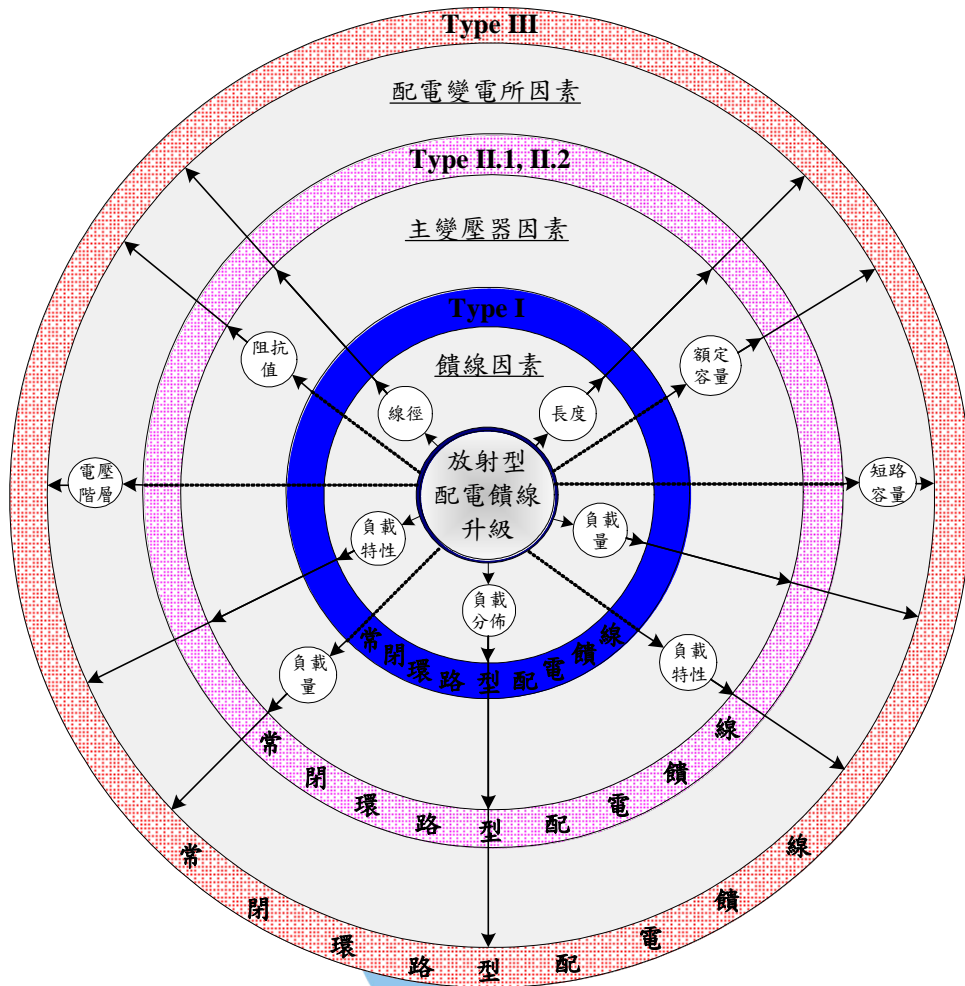 Type III
配電變電所因素
Type II.1, II.2
主變壓器因素
Type I
饋線因素
阻抗
值
額定
容量
線徑
長度
放射型
配電饋線
升級
電壓
階層
短路
容量
負載
特性
負載
量
負載
分佈
負載
量
負載
特性
常閉環路型配電饋線
常閉環路型配電饋線
常閉環路型配電饋線